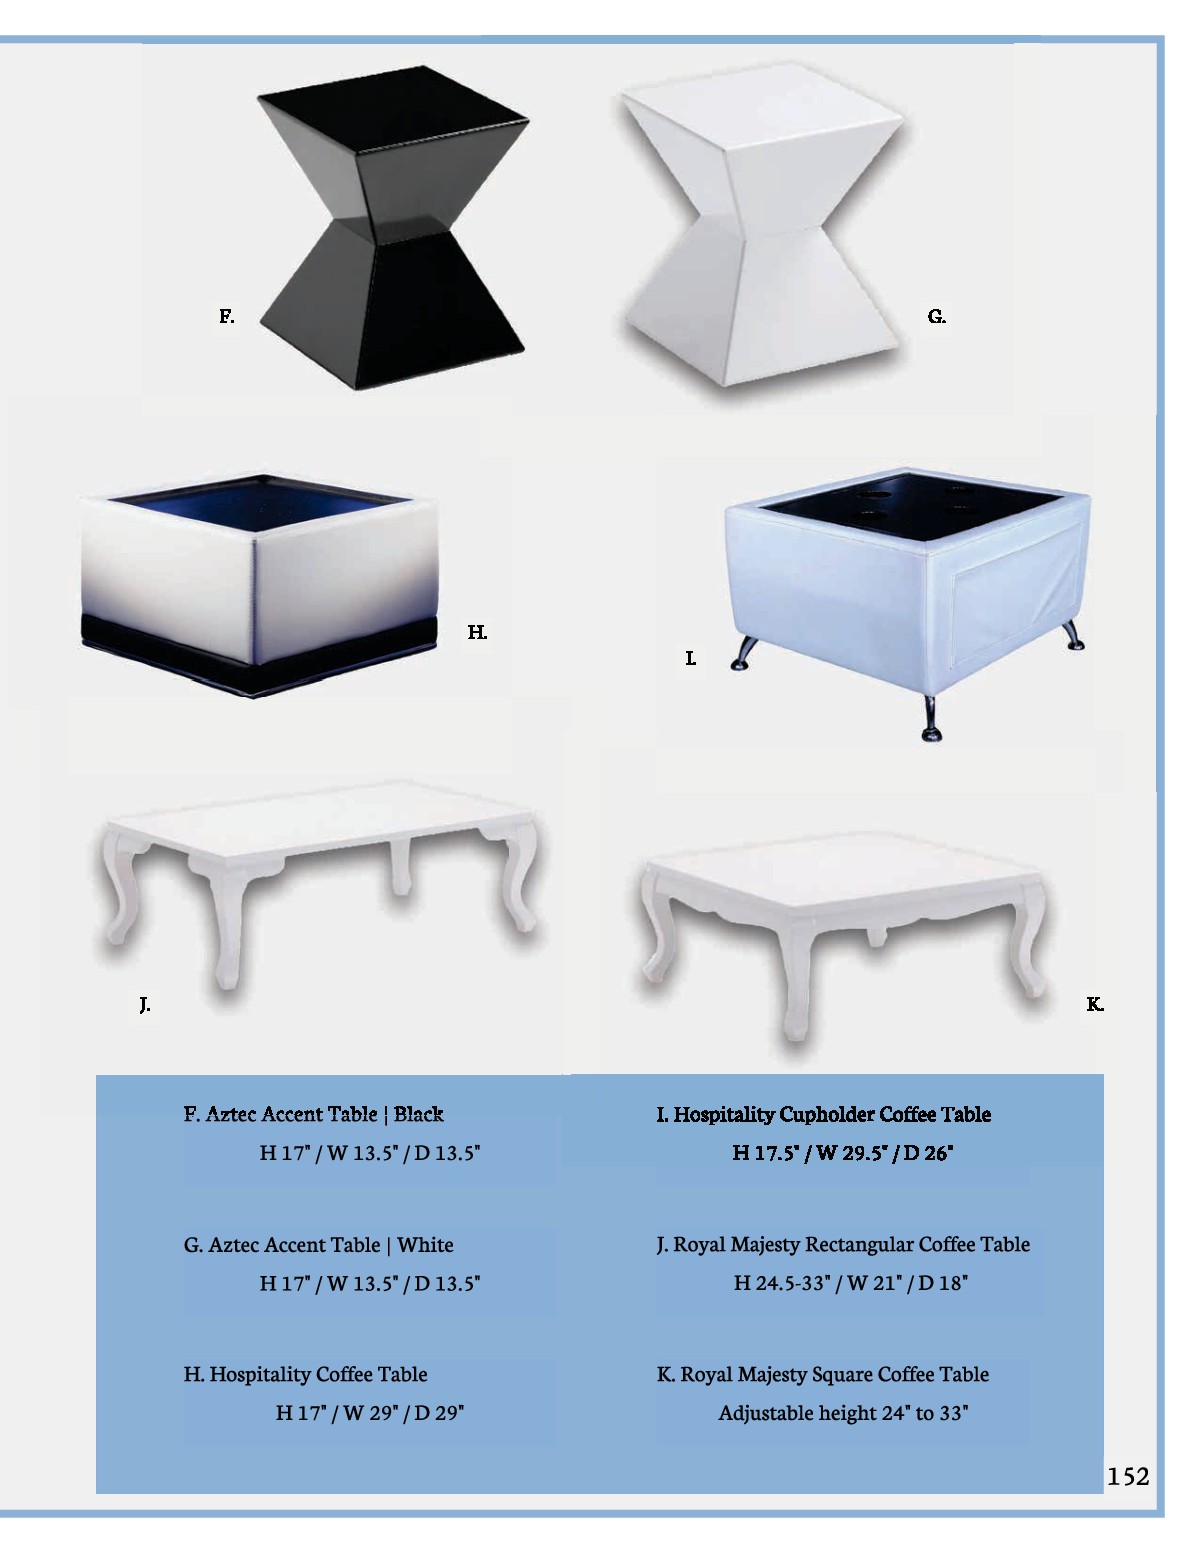 F.
G.
H.
I.
J.
K.
F. Aztec Accent Table | Black
H 17" / W 13.5" / D 13.5"
G. Aztec Accent Table | White
H 17" / W 13.5" / D 13.5"
H. Hospitality Coffee Table
H 17" / W 29" / D 29"
I. Hospitality Cupholder Coffee Table
H 17.5" / W 29.5" / D 26"
J. Royal Majesty Rectangular Coffee Table
H 24.5-33" / W 21" / D 18"
K. Royal Majesty Square Coffee Table
Adjustable height 24" to 33"
152